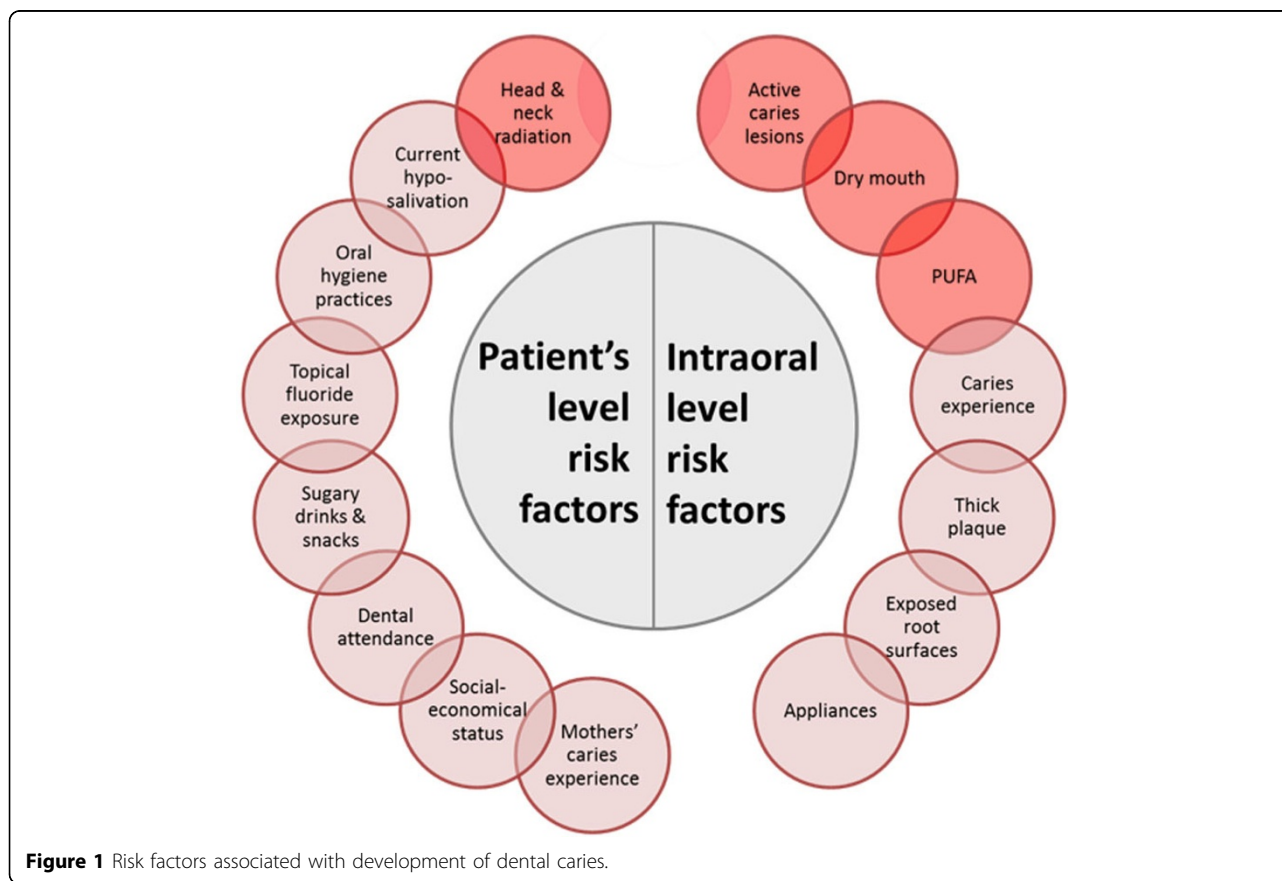 Head &
neck
radiation
Current
hypo-
salivation
Oral
hygiene
practices
Topical
fluoride
exposure
Sugary
drinks &
snacks
Dental
attendance
Social-
economical
status
Mothers'
caries
experience
Patient's
level
risk
factors
Intraoral
level
risk
factors
Active
caries
lesions
Dry mouth
PUFA
Caries
experience
Thick
plaque
Exposed
root
surfaces
Appliances
Figure 1 Risk factors associated with development of dental caries.